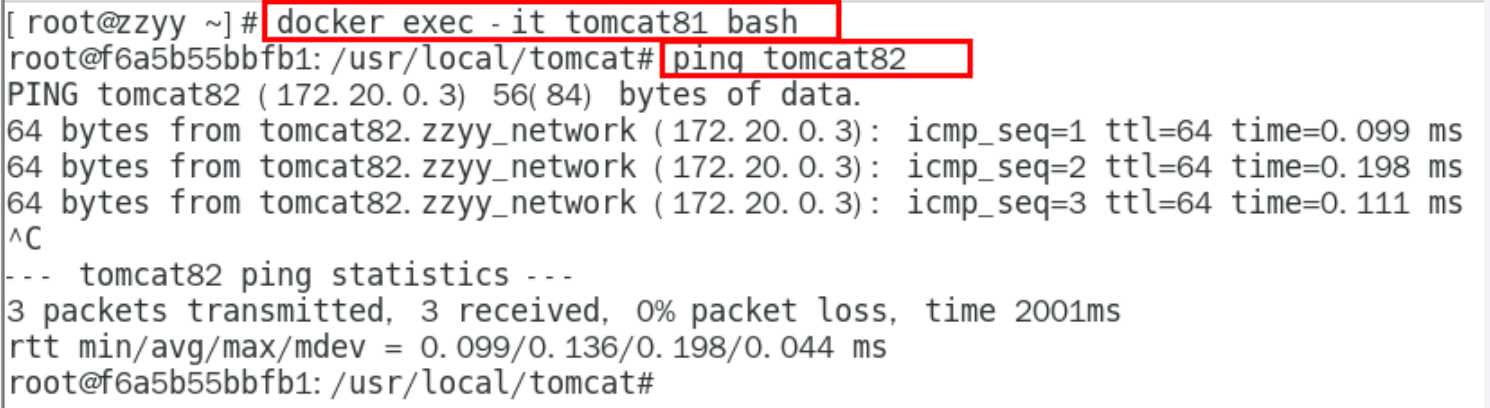 [root@zzyy ~]# docker exec -it tomcat81 bash
root@f6a5b55bbfb1:/usr/local/tomcat# ping tomcat82
PING tomcat82 (172.20.0.3) 56(84) bytes of data.
64 bytes from tomcat82.zzyy_network (172.20.0.3): icmp_seq=1 ttl=64 time=0.099 ms
64 bytes from tomcat82.zzyy_network (172.20.0.3): icmp_seq=2 ttl=64 time=0.198 ms
64 bytes from tomcat82.zzyy_network (172.20.0.3): icmp_seq=3 ttl=64 time=0.111 ms
^C
--- tomcat82 ping statistics ---
3 packets transmitted, 3 received, 0% packet loss, time 2001ms
rtt min/avg/max/mdev = 0.099/0.136/0.198/0.044 ms
root@f6a5b55bbfb1:/usr/local/tomcat#